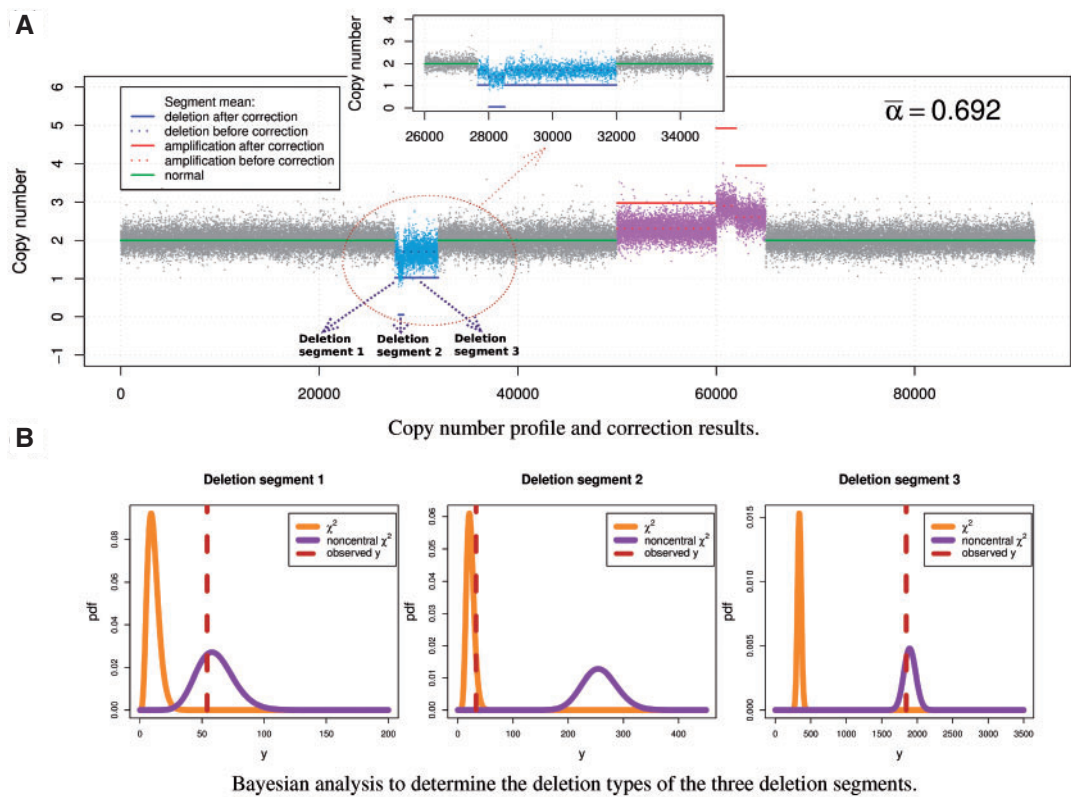 A
Copy number
4
3
2
1
0
26000 28000 30000 32000 34000
Copy number
6
5
4
3
2
1
0
−1
Segment mean:
deletion after correction
deletion before correction
amplification after correction
amplification before correction
normal
α = 0.692
Deletion
segment 1
Deletion
segment 2
Deletion
segment 3
0 20000 40000 60000 80000
Copy number profile and correction results.
B
Deletion segment 1
pdf
0.08
0.06
0.04
0.02
0.00
χ²
noncentral χ²
observed y
0 50 100 150 200
y
Deletion segment 2
pdf
0.06
0.05
0.04
0.03
0.02
0.01
0.00
χ²
noncentral χ²
observed y
0 100 200 300 400
y
Deletion segment 3
pdf
0.015
0.010
0.005
0.000
χ²
noncentral χ²
observed y
0 500 1000 1500 2000 2500 3000 3500
y
Bayesian analysis to determine the deletion types of the three deletion segments.